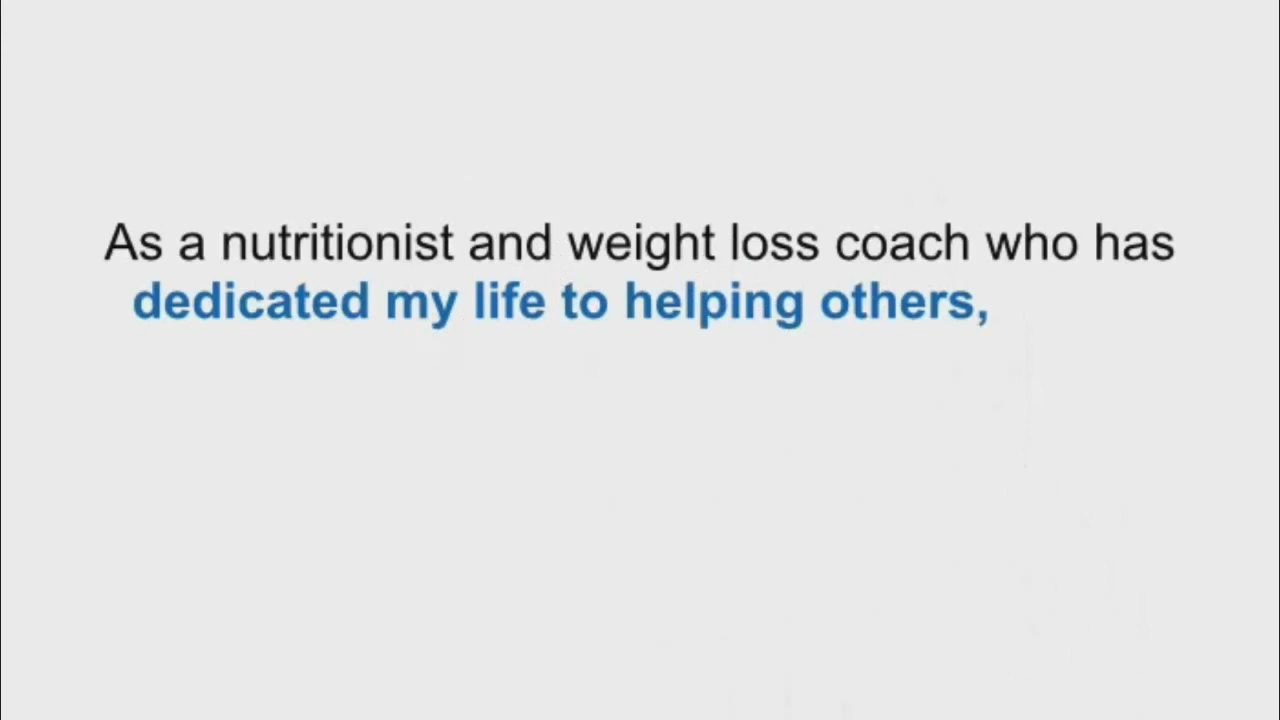 As a nutritionist and weight loss coach who has
dedicated my life to helping others,